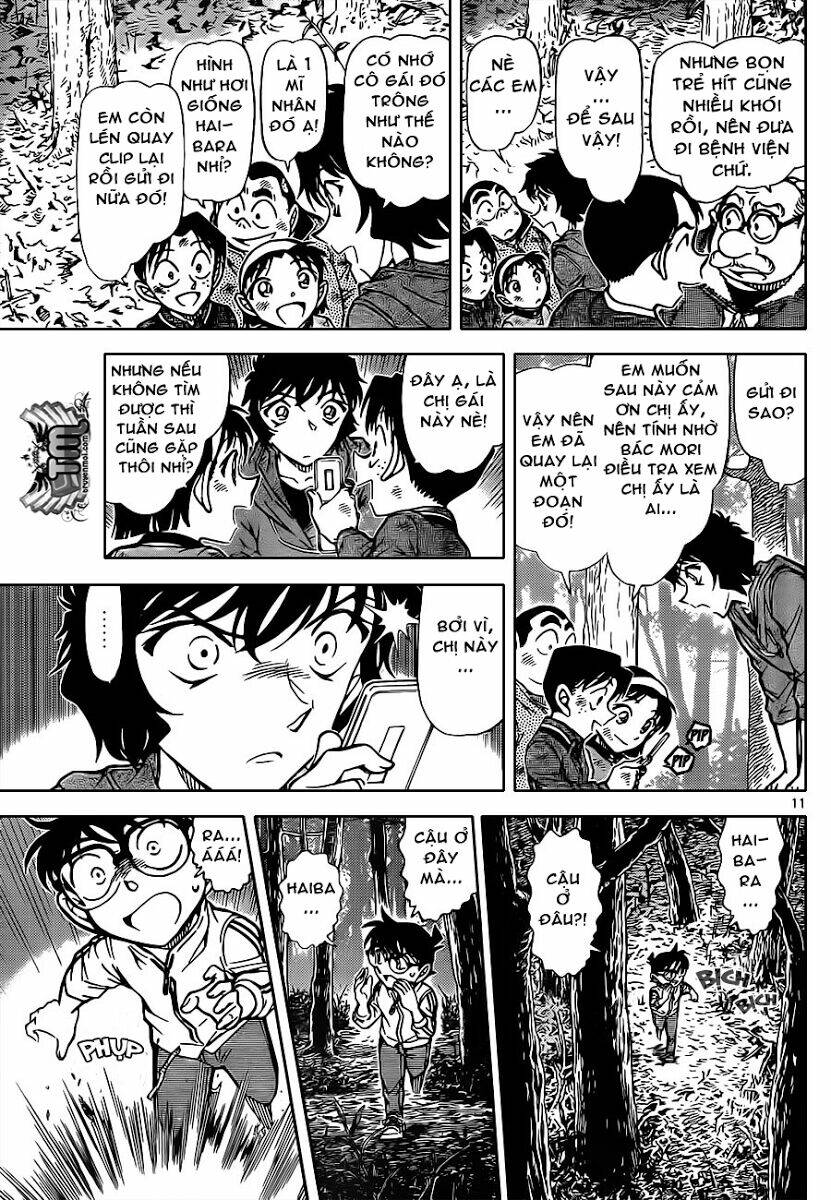 NHƯNG BỌN
TRẺ HÍT CŨNG
NHIỀU KHÓI
RỒI, NÊN ĐƯA
ĐI BỆNH VIỆN
CHỨ.
VẬY
...
ĐỂ SAU
VẬY!
NÈ
CÁC EM
...
CÓ NHỚ
CÔ GÁI ĐÓ
TRÔNG
NHƯ THẾ
NÀO
KHÔNG?
LÀ 1
MĨ
NHÂN
ĐÓ Ạ!
HÌNH
NHƯ HƠI
GIỐNG
HAI-
BARA
NHỈ?
EM CÒN
LÉN QUAY
CLIP LẠI
RỒI GỬI ĐI
NỮA ĐÓ!
GỬI ĐI
SAO?
EM MUỐN
SAU NÀY CẢM
ƠN CHỊ ẤY,
NÊN TÍNH NHỜ
BÁC MORI
ĐIỀU TRA XEM
CHỊ ẤY LÀ
AI...
VẬY NÊN
EM ĐÃ
QUAY LẠI
MỘT
ĐOẠN
ĐÓ!
PIP
PIP
ĐÂY Ạ, LÀ
CHỊ GÁI
NÀY NÈ!
NHƯNG NẾU
KHÔNG TÌM
ĐƯỢC THÌ
TUẦN SAU
CŨNG GẶP
THÔI NHỈ?
TM
BỞI VÌ,
CHỊ NÀY
...
......
11
HAI-
BA-
RA...
CẬU
Ở
ĐÂU?!
BỊCH
BỊCH
CẬU Ở
ĐÂY
MÀ...
HAIBA
...
RA...
ÁÁÁ!
PHỤP